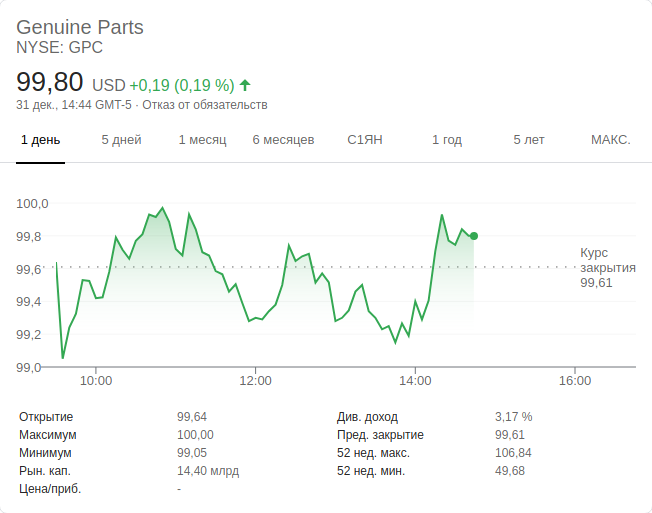 Genuine Parts
NYSE: GPC
99,80 USD +0,19 (0,19 %)
31 дек., 14:44 GMT-5 · Отказ от обязательств
1 день 5 дней 1 месяц 6 месяцев С1ЯН 1 год 5 лет МАКС.
100,0
99,8
99,6
99,4
99,2
99,0
Курс
закрытия
99,61
10:00 12:00 14:00 16:00
Открытие 99,64 Див. доход 3,17 %
Максимум 100,00 Пред. закрытие 99,61
Минимум 99,05 52 нед. макс. 106,84
Рын. кап. 14,40 млрд 52 нед. мин. 49,68
Цена/приб. -